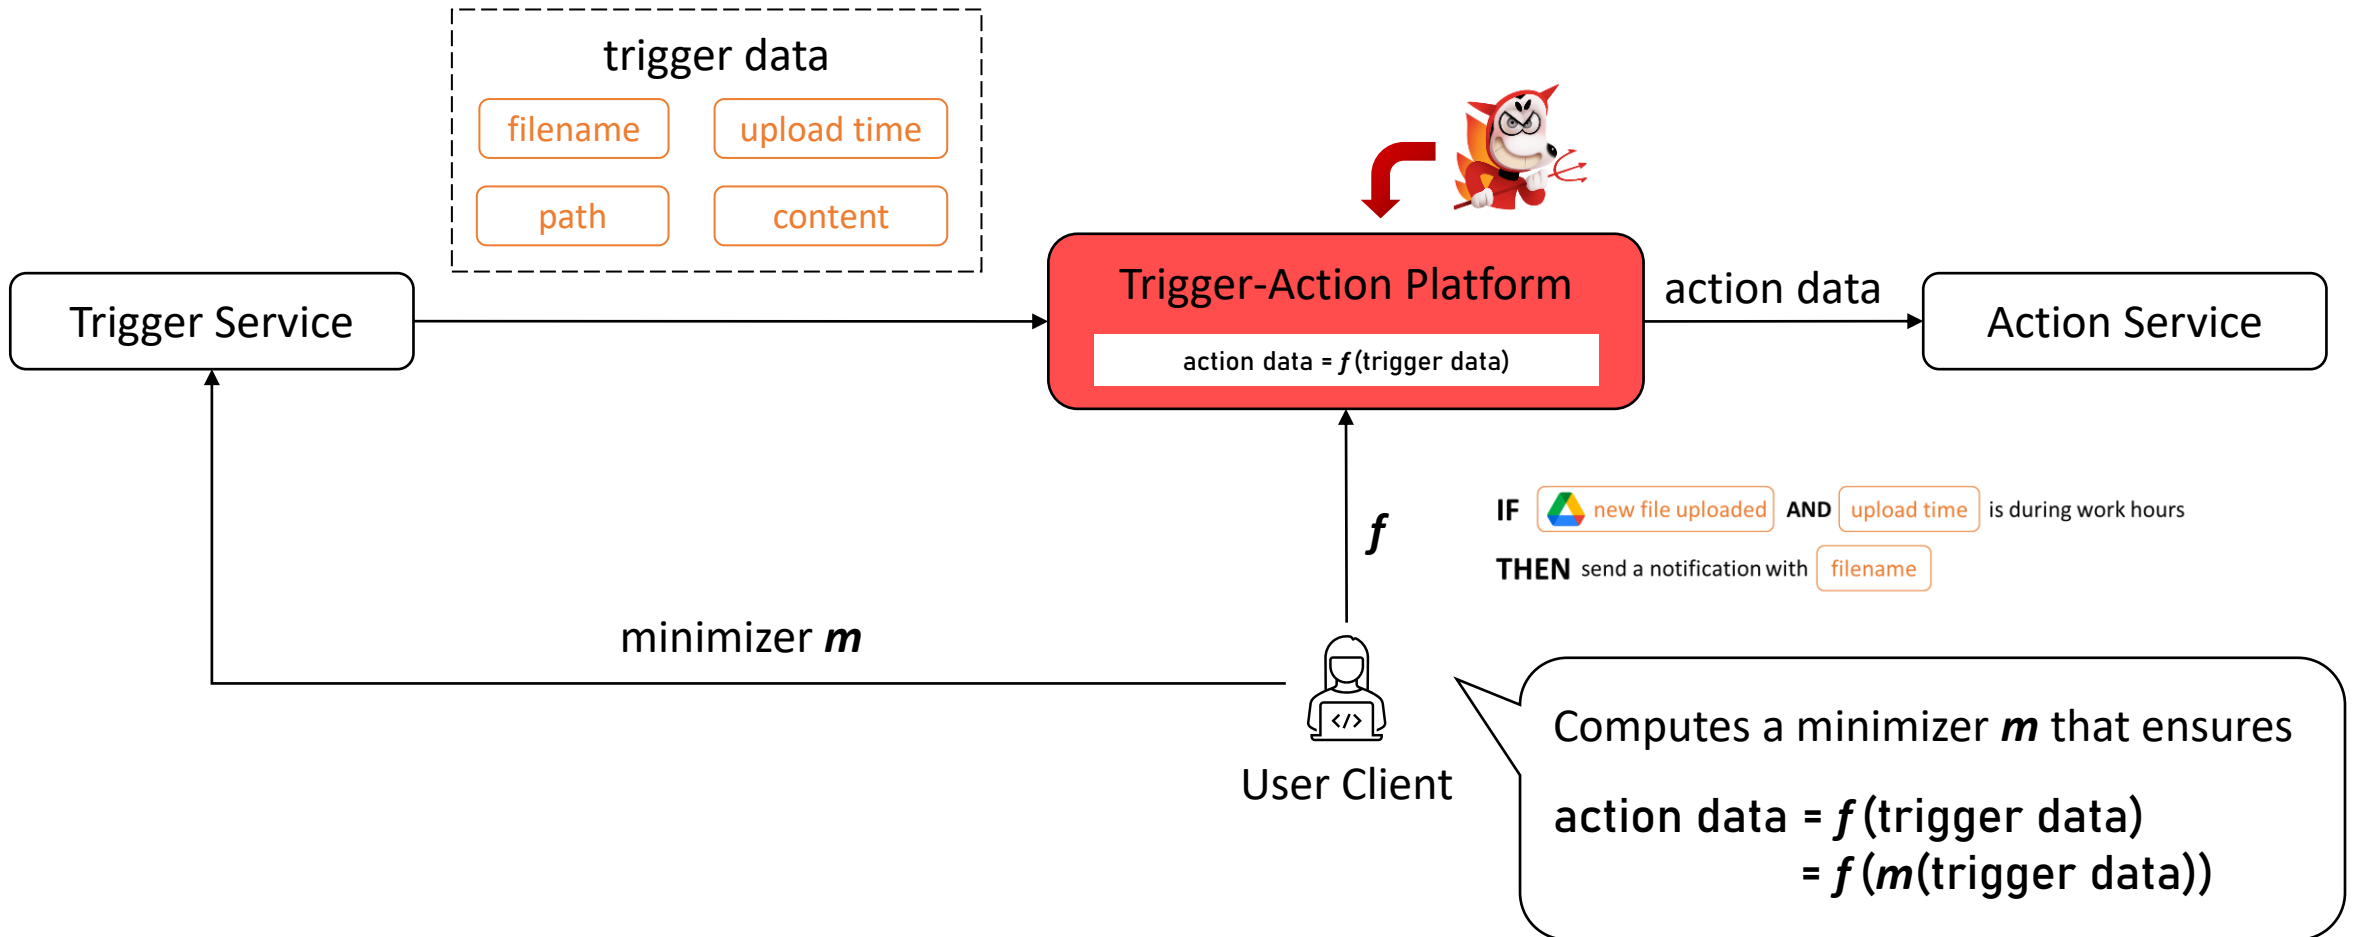 trigger data
filename
upload time
path
content
Trigger Service
Trigger-Action Platform
action data = f(trigger data)
action data
Action Service
f
IF new file uploaded AND upload time is during work hours
THEN send a notification with filename
minimizer m
</>
User Client
Computes a minimizer m that ensures
action data = f(trigger data)
= f(m(trigger data))